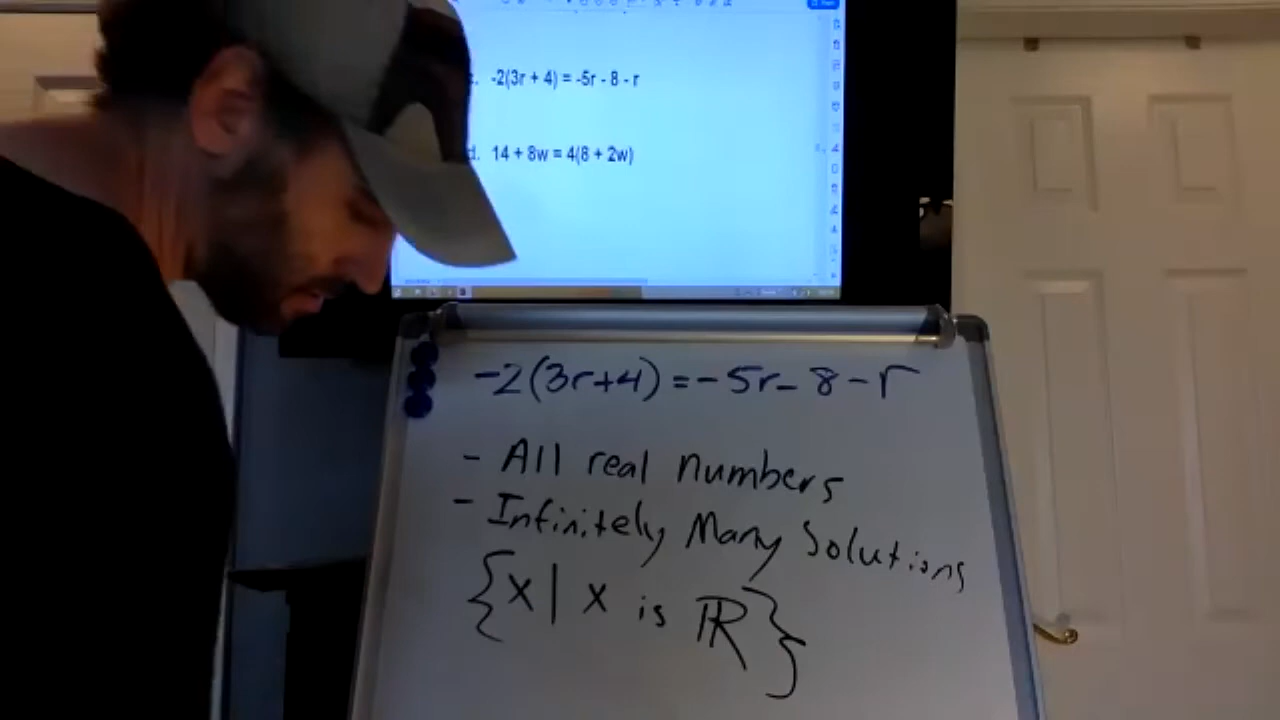 -2(3r + 4) = -5r - 8 - r
d. 14 + 8w = 4(8 + 2w)
-2(3r+4)=-5r-8-r
- All real numbers
- Infinitely Many Solutions
{x| x is ℝ}